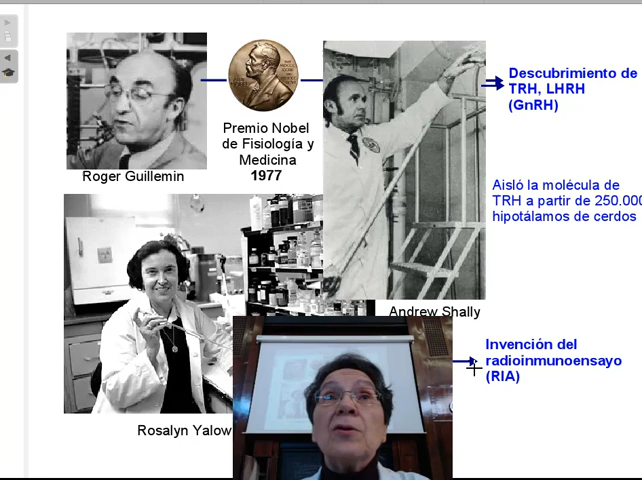 Roger Guillemin
Premio Nobel
de Fisiología y
Medicina
1977
Descubrimiento de
TRH, LHRH
(GnRH)
Aisló la molécula de
TRH a partir de 250.000
hipotálamos de cerdos
Andrew Shally
Invención del
radioinmunoensayo
(RIA)
Rosalyn Yalow